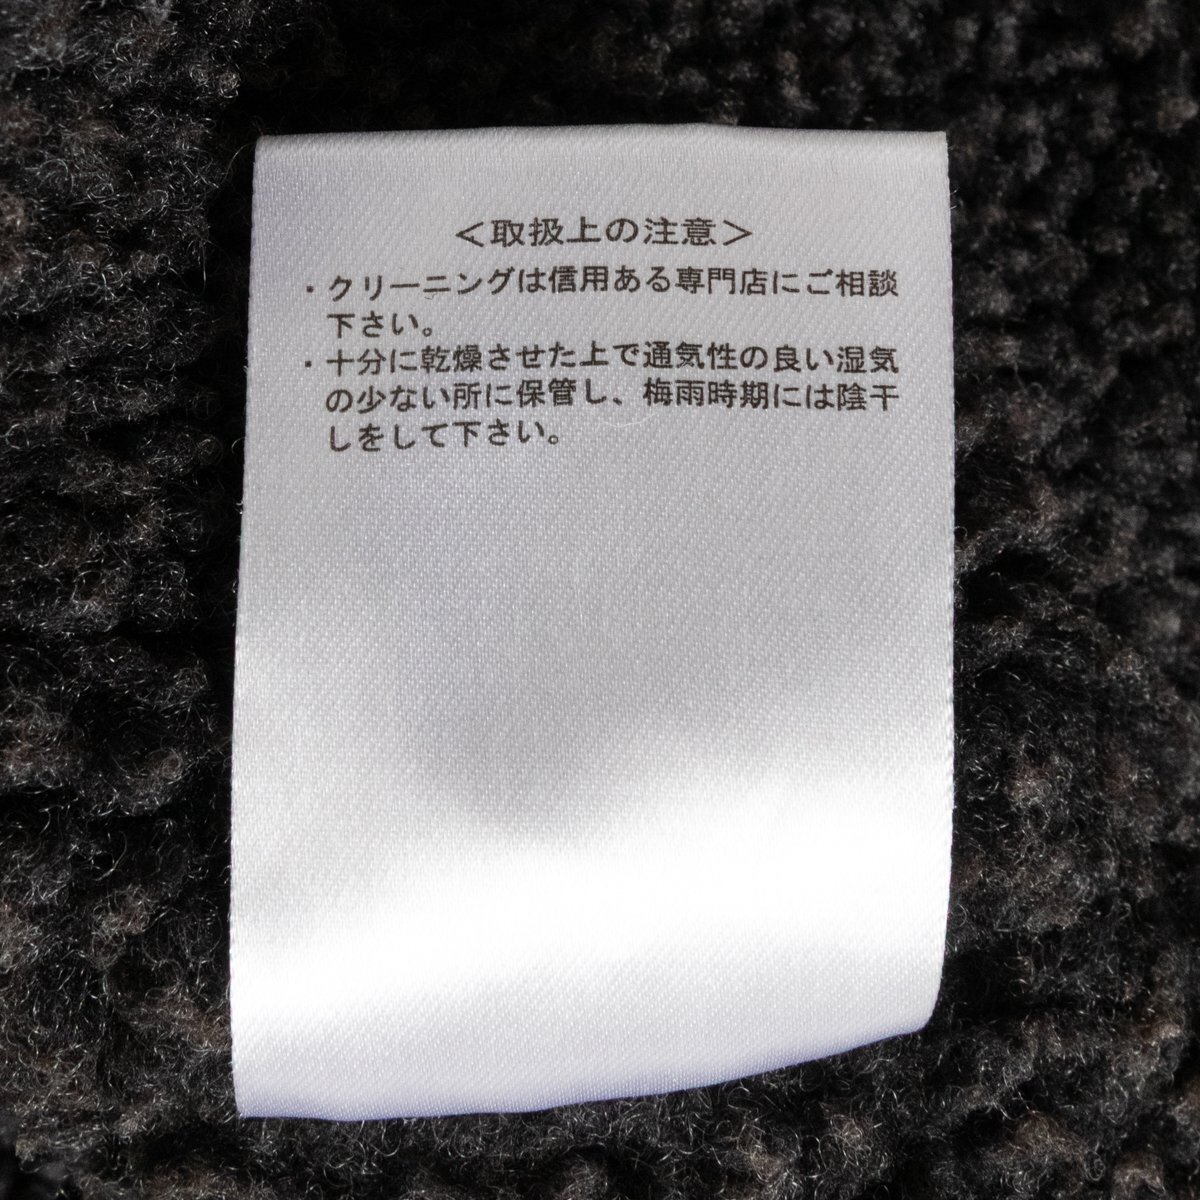 <取扱上の注意>
・クリーニングは信用ある専門店にご相談
下さい。
・十分に乾燥させた上で通気性の良い湿気
の少ない所に保管し、梅雨時期には陰干
しをして下さい。